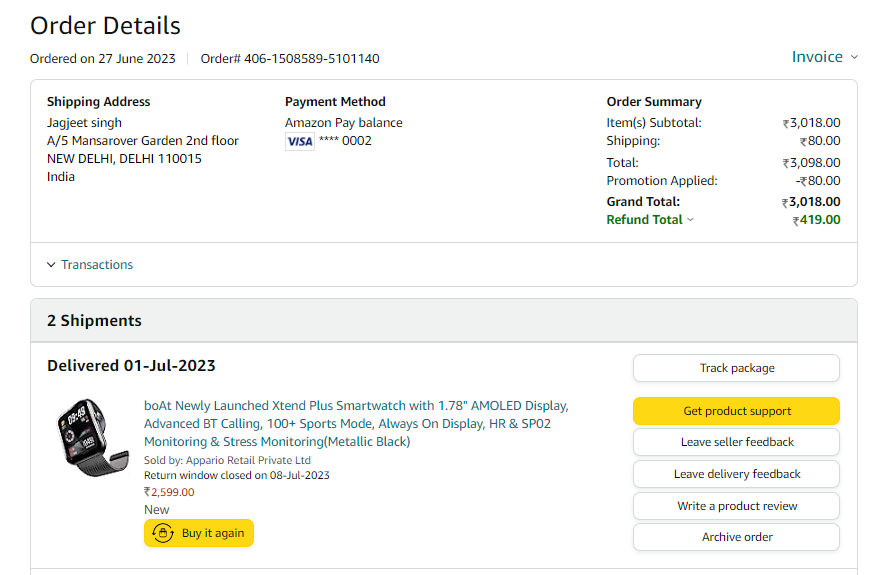 Order Details
Ordered on 27 June 2023 | Order# 406-1508589-5101140
Invoice
Shipping Address
Jagjeet singh
A/5 Mansarover Garden 2nd floor
NEW DELHI, DELHI 110015
India
Payment Method
Amazon Pay balance
VISA **** 0002
Order Summary
Item(s) Subtotal: ₹3,018.00
Shipping: ₹80.00
Total: ₹3,098.00
Promotion Applied: -₹80.00
Grand Total: ₹3,018.00
Refund Total ₹419.00
Transactions
2 Shipments
Delivered 01-Jul-2023
09:49
boAt Newly Launched Xtend Plus Smartwatch with 1.78" AMOLED Display,
Advanced BT Calling, 100+ Sports Mode, Always On Display, HR & SP02
Monitoring & Stress Monitoring(Metallic Black)
Sold by: Appario Retail Private Ltd
Return window closed on 08-Jul-2023
₹2,599.00
New
Buy it again
Track package
Get product support
Leave seller feedback
Leave delivery feedback
Write a product review
Archive order